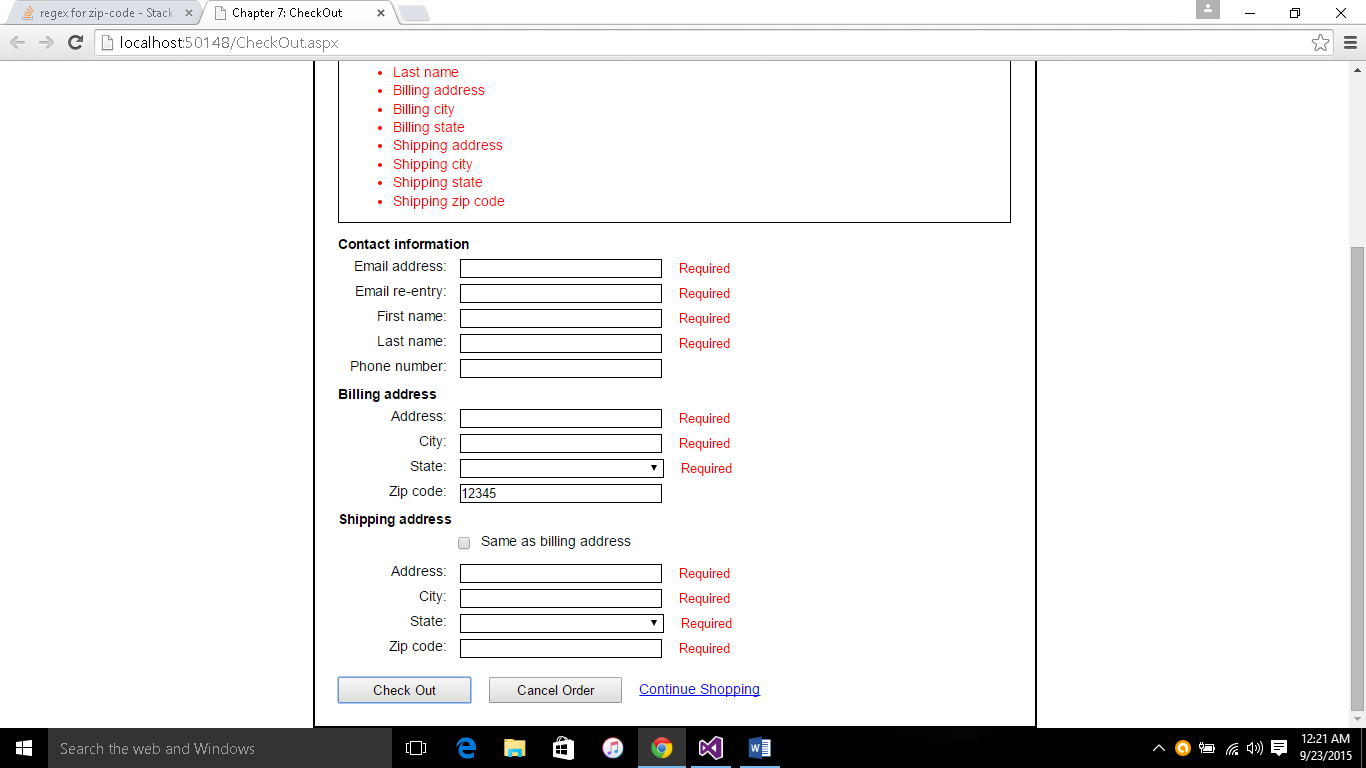 regex for zip-code - Stack
Chapter 7: CheckOut
localhost:50148/CheckOut.aspx
Last name
Billing address
Billing city
Billing state
Shipping address
Shipping city
Shipping state
Shipping zip code
Contact information
Email address: Required
Email re-entry: Required
First name: Required
Last name: Required
Phone number:
Billing address
Address: Required
City: Required
State: Required
Zip code: 12345
Shipping address
Same as billing address
Address: Required
City: Required
State: Required
Zip code: Required
Check Out Cancel Order Continue Shopping
Search the web and Windows
12:21 AM
9/23/2015